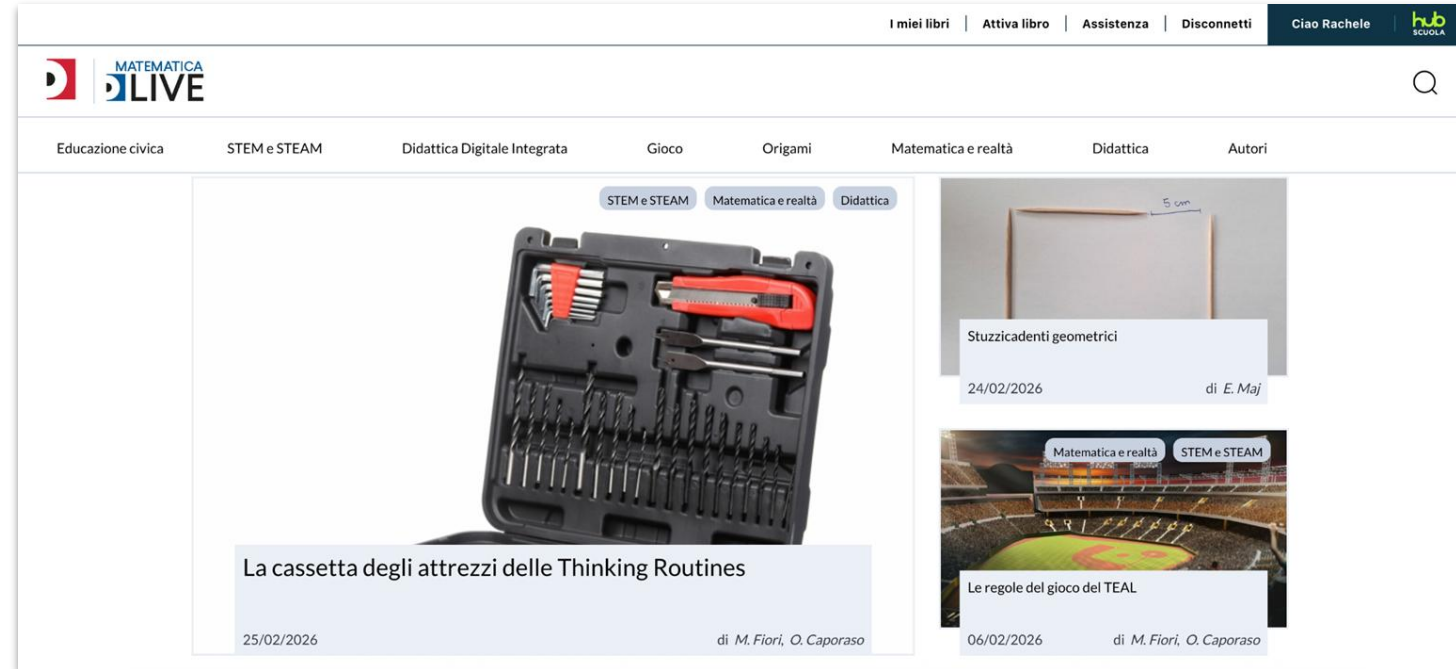 I miei libri | Attiva libro | Assistenza | Disconnetti Ciao Rachele hub SCUOLA
MATEMATICA
D LIVE
Educazione civica STEM e STEAM Didattica Digitale Integrata Gioco Origami Matematica e realtà Didattica Autori
STEM e STEAM Matematica e realtà Didattica
La cassetta degli attrezzi delle Thinking Routines
25/02/2026 di M. Fiori, O. Caporaso
5 cm
Stuzzicadenti geometrici
24/02/2026 di E. Maj
Matematica e realtà STEM e STEAM
Le regole del gioco del TEAL
06/02/2026 di M. Fiori, O. Caporaso